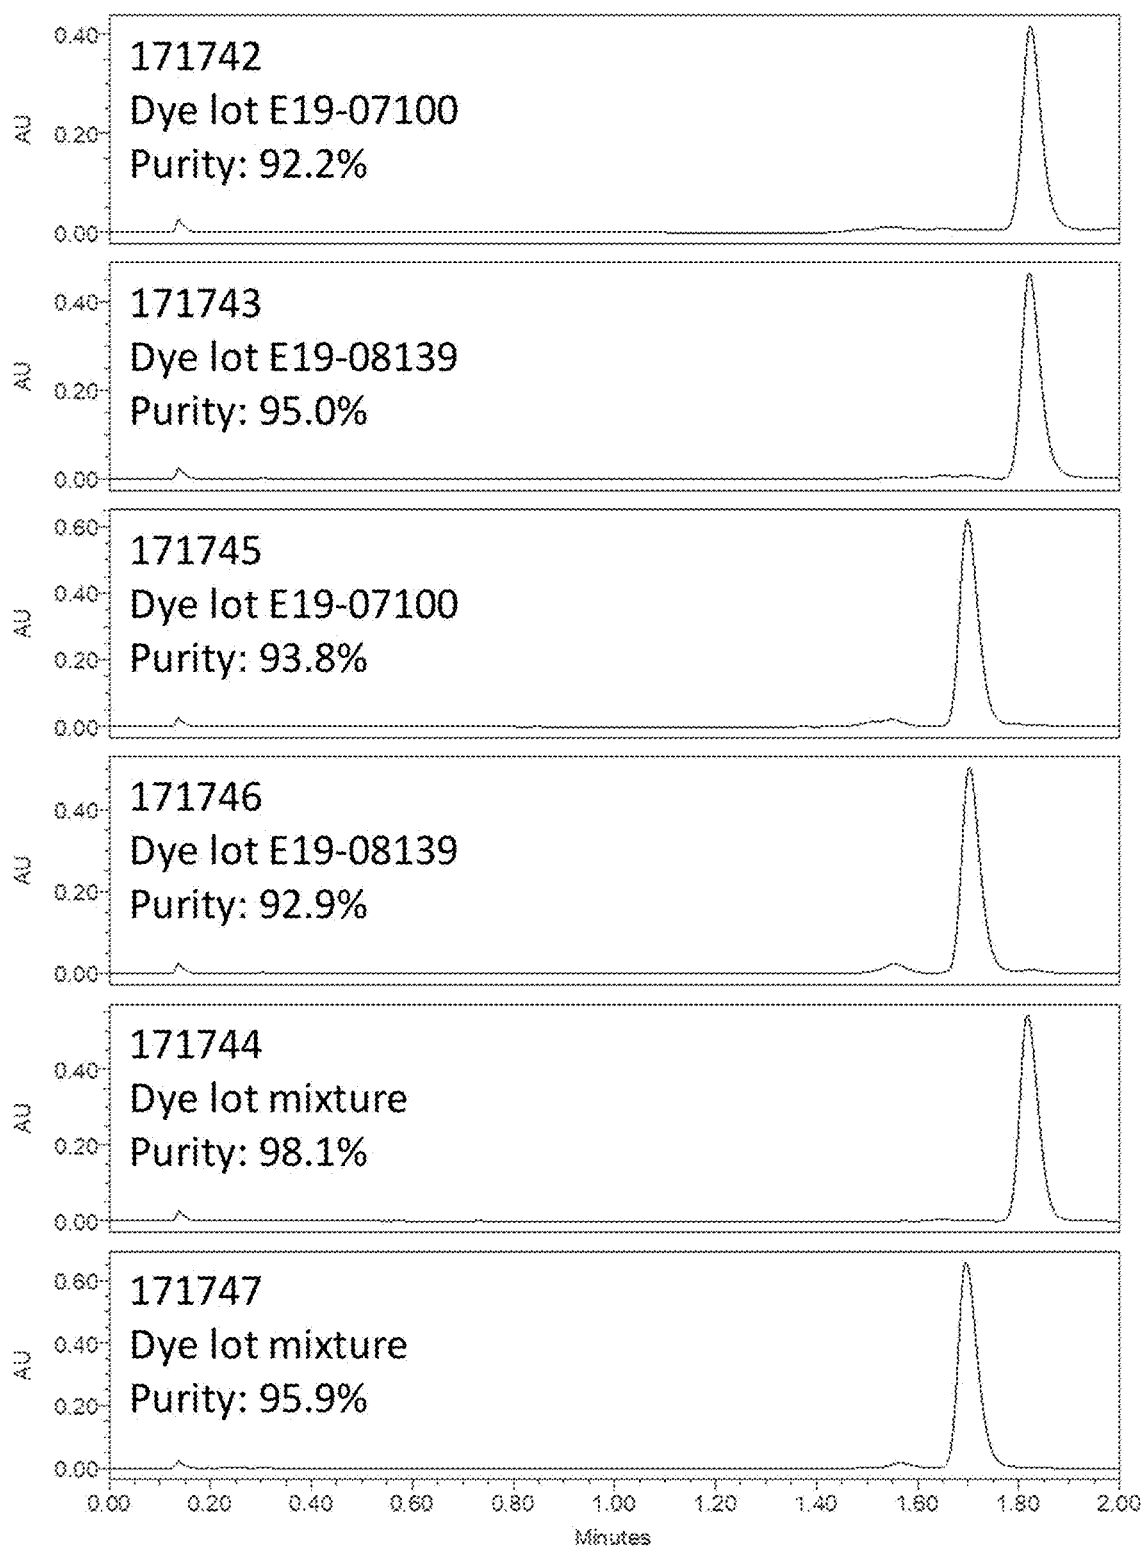 0.40
0.20
0.00
AU
171742
Dye lot E19-07100
Purity: 92.2%
0.40
0.20
0.00
AU
171743
Dye lot E19-08139
Purity: 95.0%
0.60
0.40
0.20
0.00
AU
171745
Dye lot E19-07100
Purity: 93.8%
0.40
0.20
0.00
AU
171746
Dye lot E19-08139
Purity: 92.9%
0.40
0.20
0.00
AU
171744
Dye lot mixture
Purity: 98.1%
0.60
0.40
0.20
0.00
AU
171747
Dye lot mixture
Purity: 95.9%
0.00 0.20 0.40 0.60 0.80 1.00 1.20 1.40 1.60 1.80 2.00
Minutes